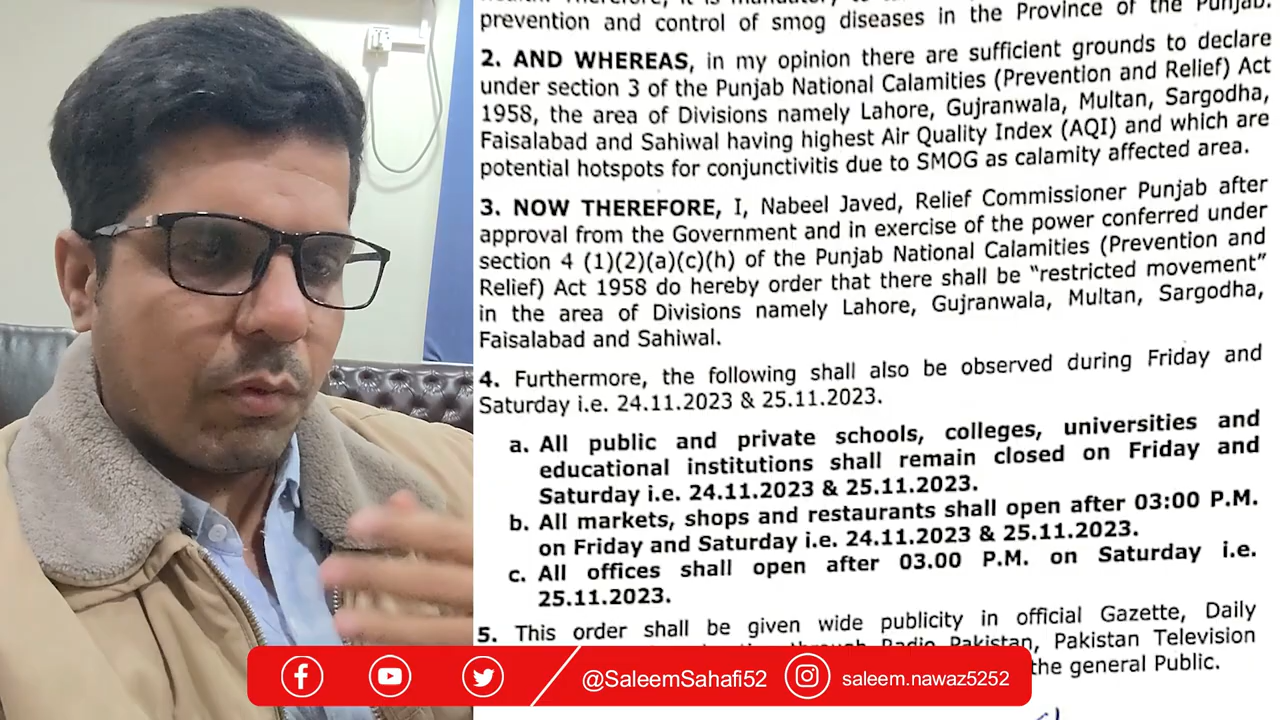 prevention and control of smog diseases in the Province of the Punjab.
2. AND WHEREAS, in my opinion there are sufficient grounds to declare
under section 3 of the Punjab National Calamities (Prevention and Relief) Act
1958, the area of Divisions namely Lahore, Gujranwala, Multan, Sargodha,
Faisalabad and Sahiwal having highest Air Quality Index (AQI) and which are
potential hotspots for conjunctivitis due to SMOG as calamity affected area.
3. NOW THEREFORE, I, Nabeel Javed, Relief Commissioner Punjab after
approval from the Government and in exercise of the power conferred under
section 4 (1)(2)(a)(c)(h) of the Punjab National Calamities (Prevention and
Relief) Act 1958 do hereby order that there shall be “restricted movement”
in the area of Divisions namely Lahore, Gujranwala, Multan, Sargodha,
Faisalabad and Sahiwal.
4. Furthermore, the following shall also be observed during Friday and
Saturday i.e. 24.11.2023 & 25.11.2023.
a. All public and private schools, colleges, universities and
educational institutions shall remain closed on Friday and
Saturday i.e. 24.11.2023 & 25.11.2023.
b. All markets, shops and restaurants shall open after 03:00 P.M.
on Friday and Saturday i.e. 24.11.2023 & 25.11.2023.
c. All offices shall open after 03.00 P.M. on Saturday i.e.
25.11.2023.
5. This order shall be given wide publicity in official Gazette, Daily
through Radio Pakistan, Pakistan Television
the general Public.
@SaleemSahafi52
saleem.nawaz5252